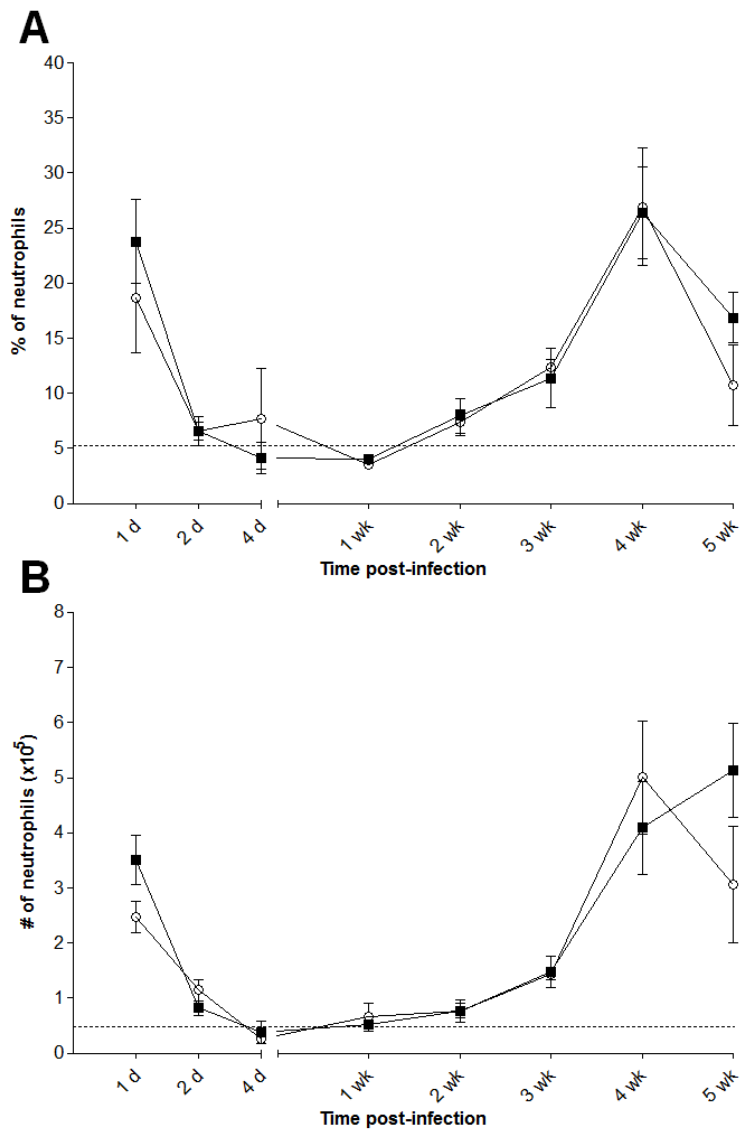 A
40
35
30
25
20
15
10
5
0
% of neutrophils
1 d
2 d
4 d
1 wk
2 wk
3 wk
4 wk
5 wk
Time post-infection
B
8
7
6
5
4
3
2
1
0
# of neutrophils (x10⁵)
1 d
2 d
4 d
1 wk
2 wk
3 wk
4 wk
5 wk
Time post-infection